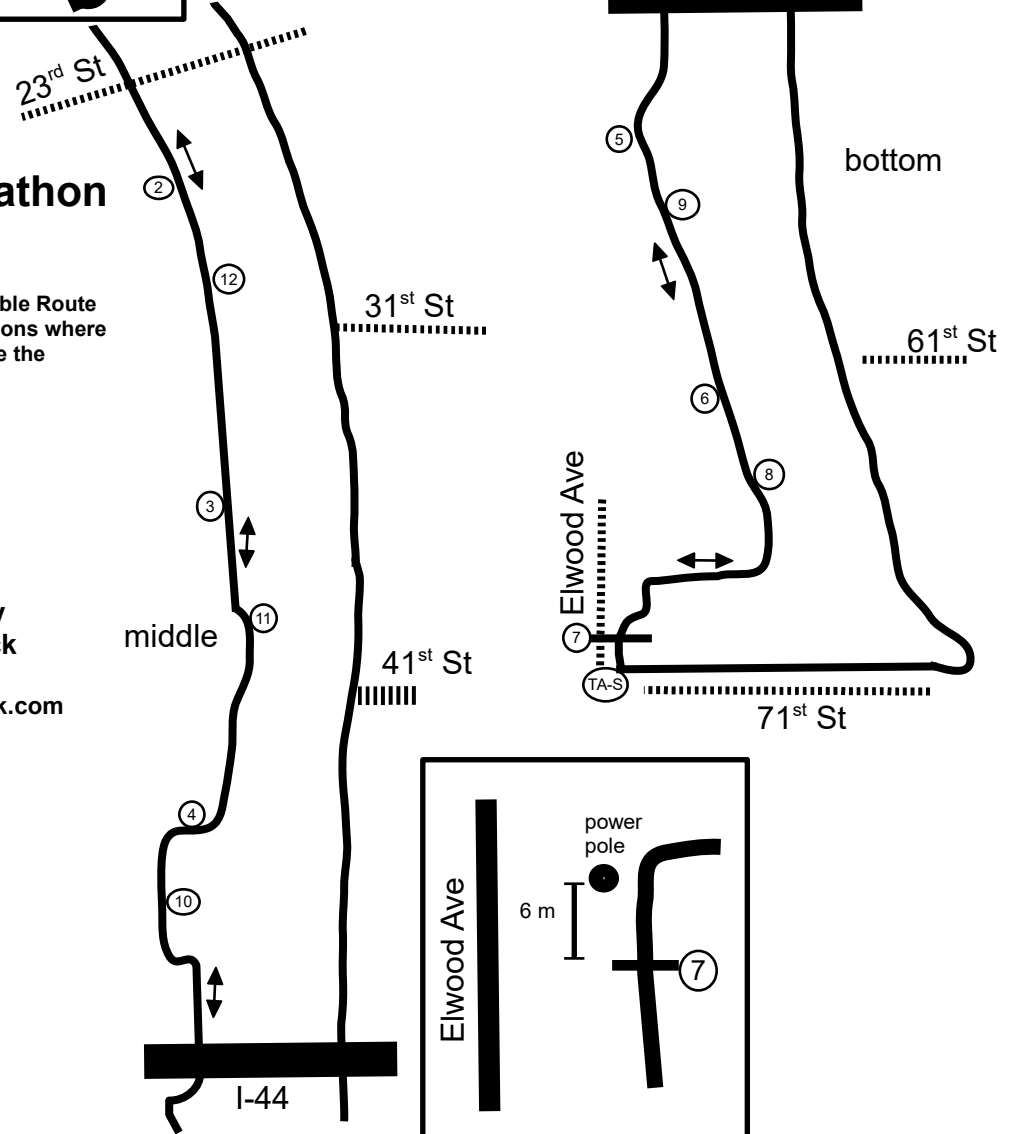 23rd St
2
athon
12
ble Route
ons where
e the
31st St
3
11
middle
41st St
ck
k.com
4
10
I-44
5
bottom
9
61st St
6
8
Elwood Ave
7
TA-S
71st St
power
pole
6 m
Elwood Ave
7